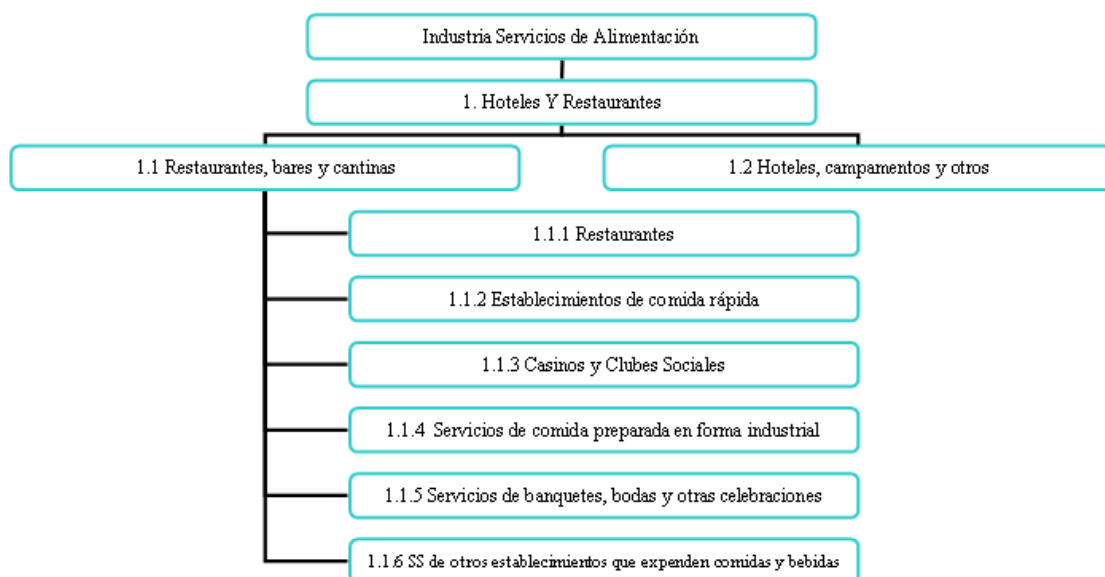 Industria Servicios de Alimentación
1. Hoteles Y Restaurantes
1.1 Restaurantes, bares y cantinas
1.2 Hoteles, campamentos y otros
1.1.1 Restaurantes
1.1.2 Establecimientos de comida rápida
1.1.3 Casinos y Clubes Sociales
1.1.4 Servicios de comida preparada en forma industrial
1.1.5 Servicios de banquetes, bodas y otras celebraciones
1.1.6 SS de otros establecimientos que expenden comidas y bebidas